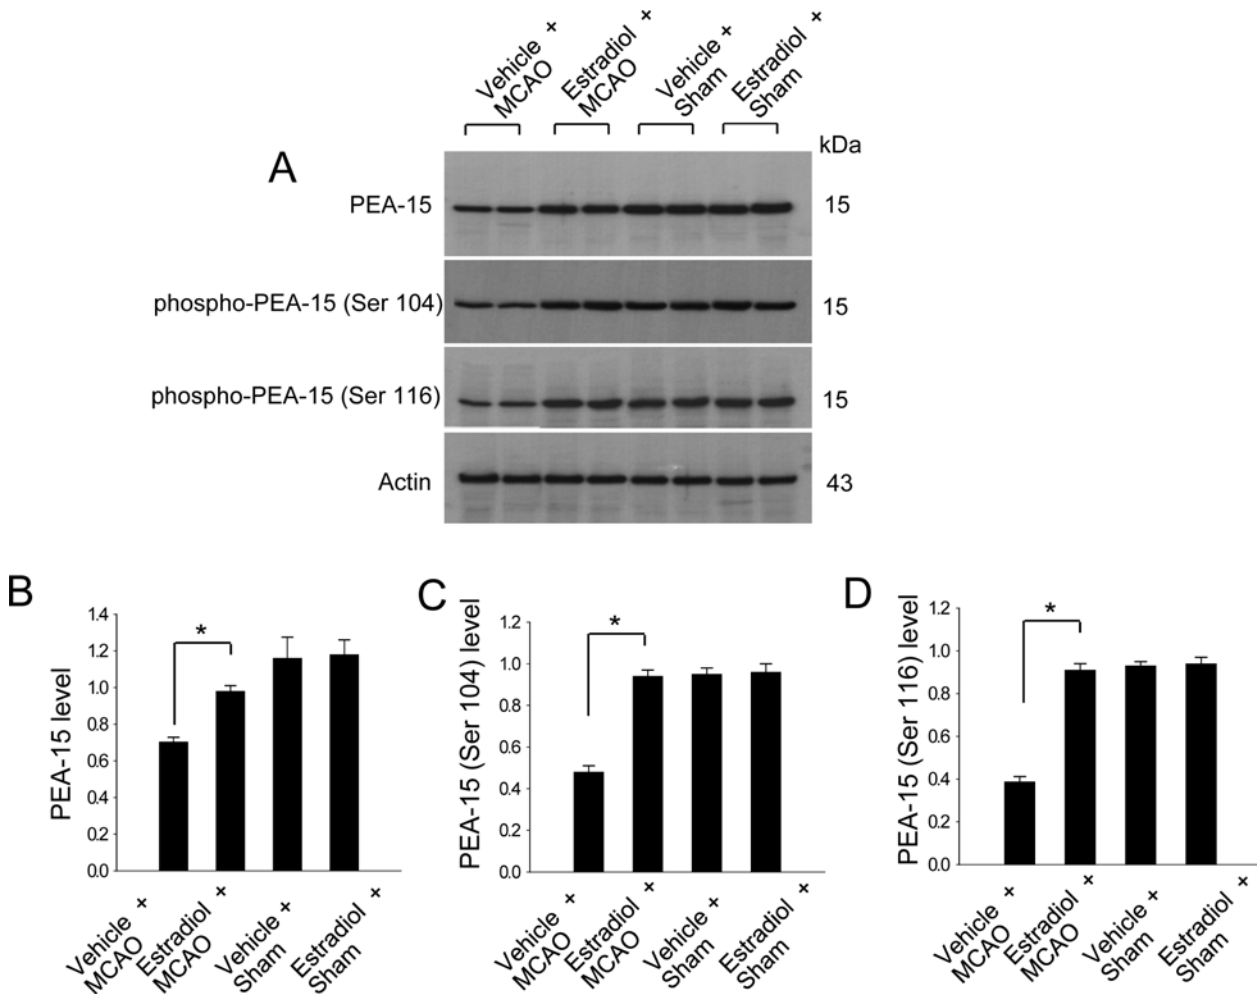 Vehicle +
MCAO
Estradiol +
MCAO
Vehicle +
Sham
Estradiol +
Sham
kDa
A
PEA-15
15
phospho-PEA-15 (Ser 104)
15
phospho-PEA-15 (Ser 116)
15
Actin
43
B
PEA-15 level
1.4
1.2
1.0
0.8
0.6
0.4
0.2
0.0
*
Vehicle +
MCAO
Estradiol +
MCAO
Vehicle +
Sham
Estradiol +
Sham
C
PEA-15 (Ser 104) level
1.2
1.0
0.8
0.6
0.4
0.2
0.0
*
Vehicle +
MCAO
Estradiol +
MCAO
Vehicle +
Sham
Estradiol +
Sham
D
PEA-15 (Ser 116) level
1.2
1.0
0.8
0.6
0.4
0.2
0.0
*
Vehicle +
MCAO
Estradiol +
MCAO
Vehicle +
Sham
Estradiol +
Sham